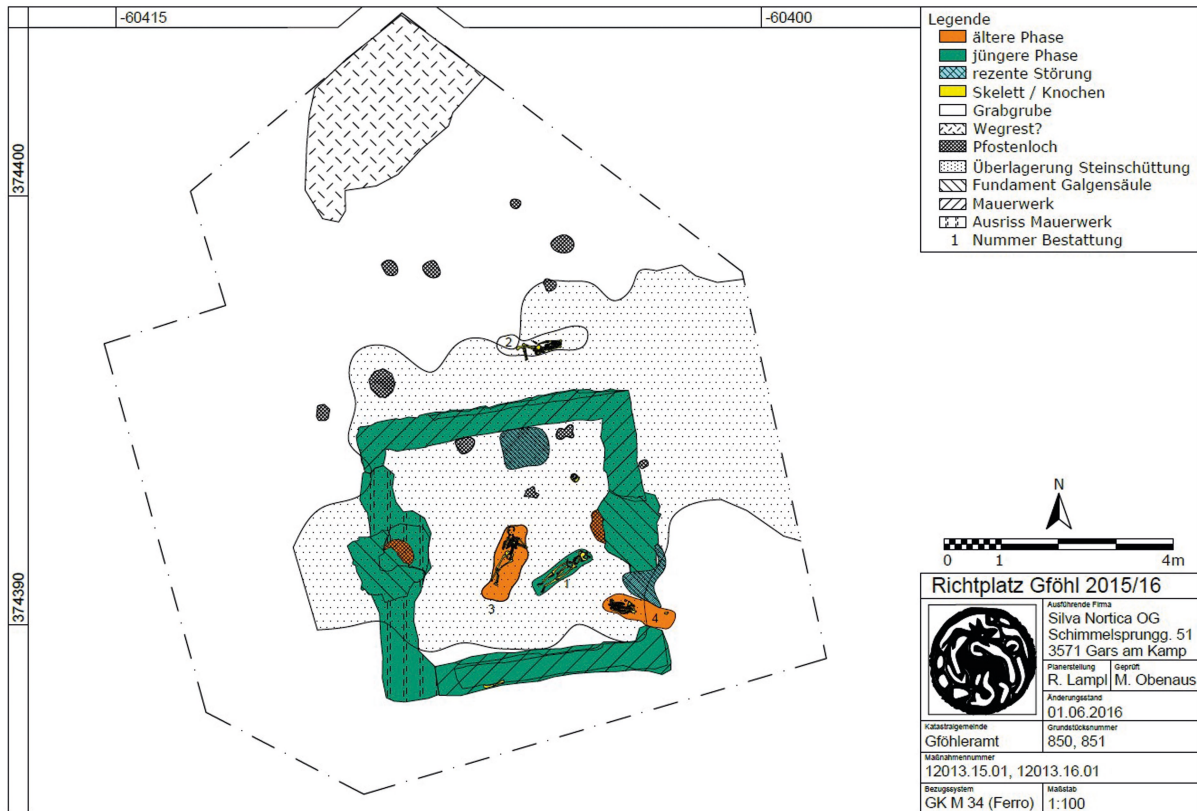 -60415
-60400
374400
374390
2
3
1
4
Legende
ältere Phase
jüngere Phase
rezente Störung
Skelett / Knochen
Grabgrube
Wegrest?
Pfostenloch
Überlagerung Steinschüttung
Fundament Galgensäule
Mauerwerk
Ausriss Mauerwerk
1 Nummer Bestattung
N
0 1 4m
Richtplatz Gföhl 2015/16
Ausführende Firma
Silva Nortica OG
Schimmelsprungg. 51
3571 Gars am Kamp
Planerstellung
R. Lampl
Geprüft
M. Obenaus
Änderungsstand
01.06.2016
Katastralgemeinde
Gföhleramt
Grundstücksnummer
850, 851
Maßnahmennummer
12013.15.01, 12013.16.01
Bezugssystem
GK M 34 (Ferro)
Maßstab
1:100